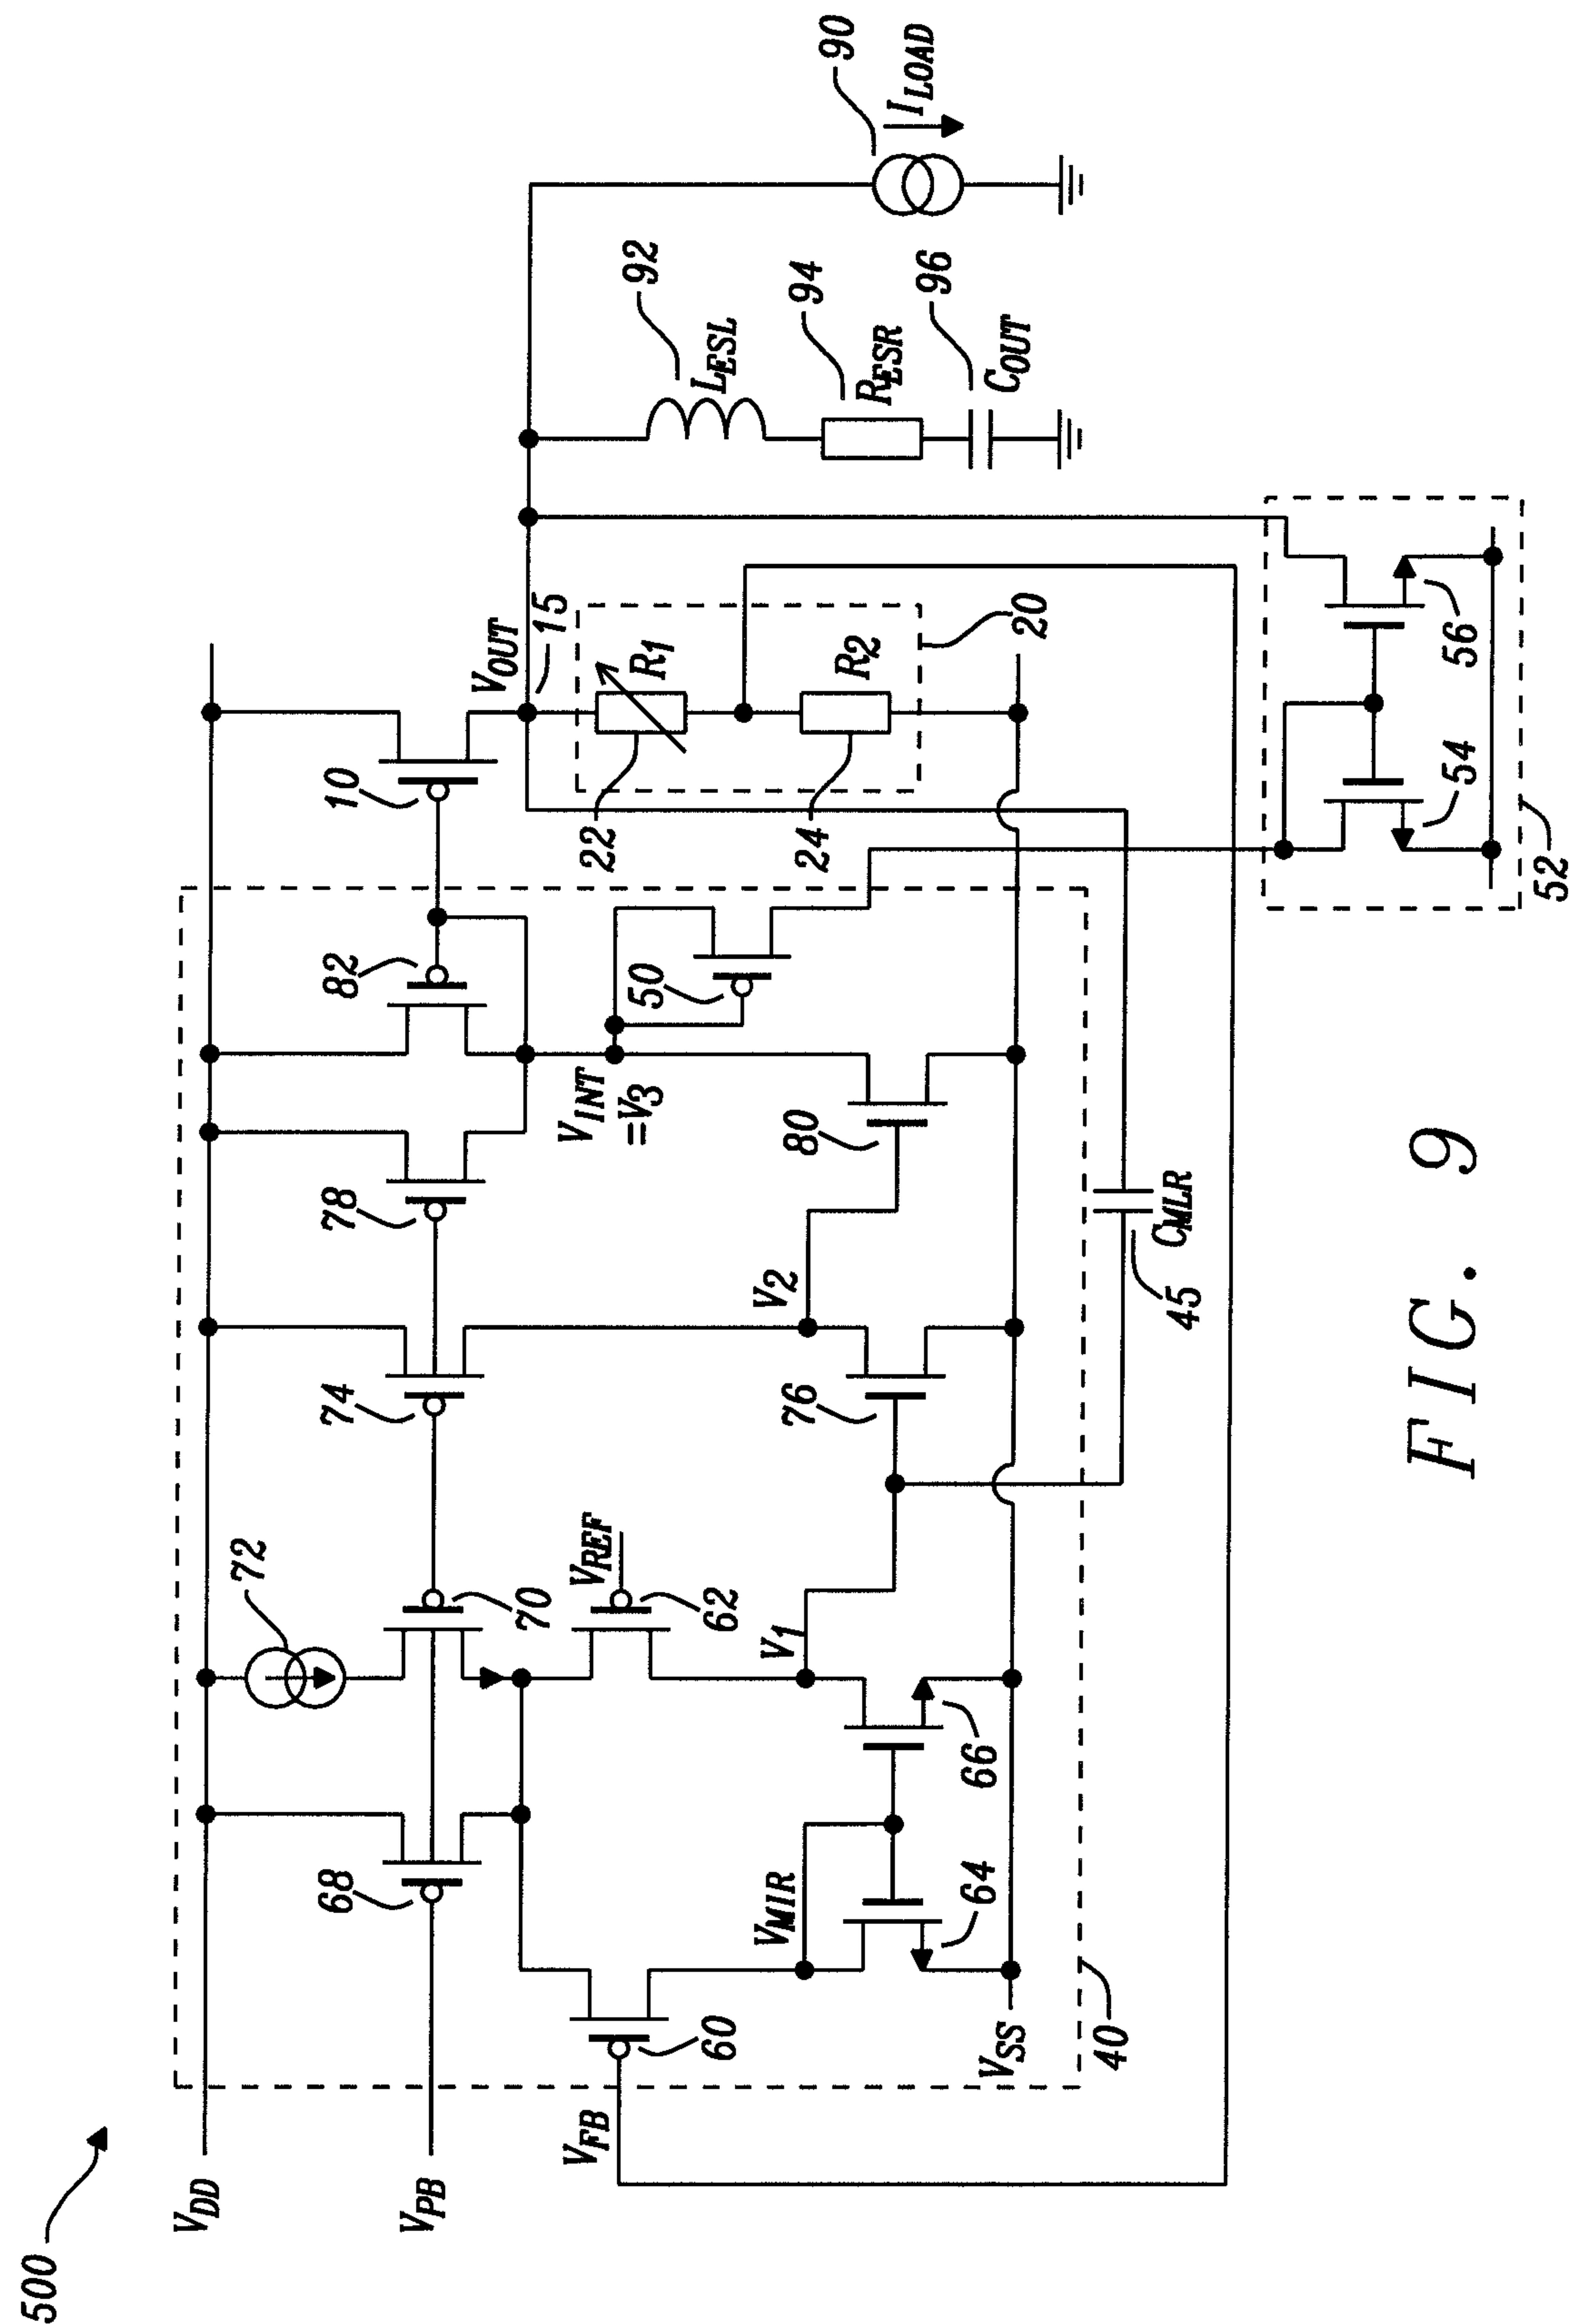 500
V_DD
V_PB
V_FB
V_SS
40
68
60
V_MIR
64
66
72
70
V_REF
62
V_1
74
76
V_2
78
80
V_INT
=V_3
82
50
10
V_OUT
15
22
R_1
24
R_2
20
45
C_MLR
52
54
56
92
L_ESL
94
R_ESR
96
C_OUT
90
I_LOAD
FIG. 9